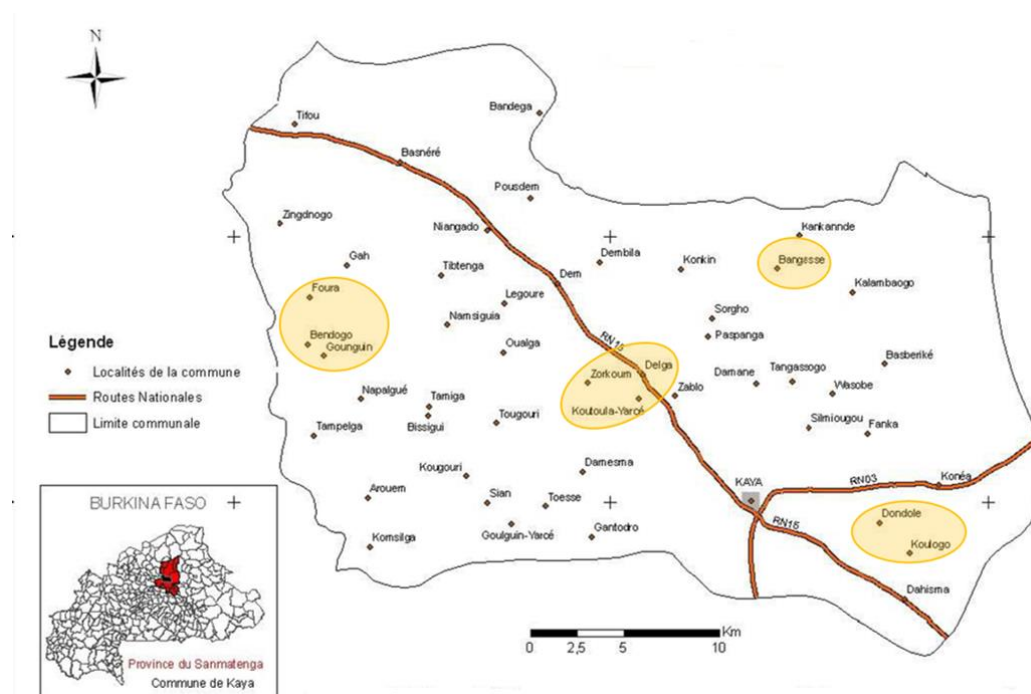 N
Bandega
Titou
Basnéré
Pousdem
Zingdnogo
Niangado
Kankannde
Gah
Tibtenga
Dembila
Konkin
Bangasse
Dem
Foura
Legoure
Kalambaogo
Namsiguia
Sorgho
RN15
Bendogo
Gounguin
Oualga
Paspanga
Légende
Localités de la commune
Routes Nationales
Limite communale
Zorkoum
Delga
Basberiké
Damane
Tangassogo
Napalgué
Tamiga
Koutoula-Yarcé
Zablo
Wasobe
Bissigui
Tougouri
Silmiougou
Fanka
Tampelga
Kougouri
Damesma
KAYA
RN03
Konéa
Arouem
Sian
Toesse
RN15
Dondole
Goulguin-Yarcé
Gantodro
Komsilga
Koulogo
Dahisma
BURKINA FASO
Province du Sanmatenga
Commune de Kaya
Km
0 2,5 5 10